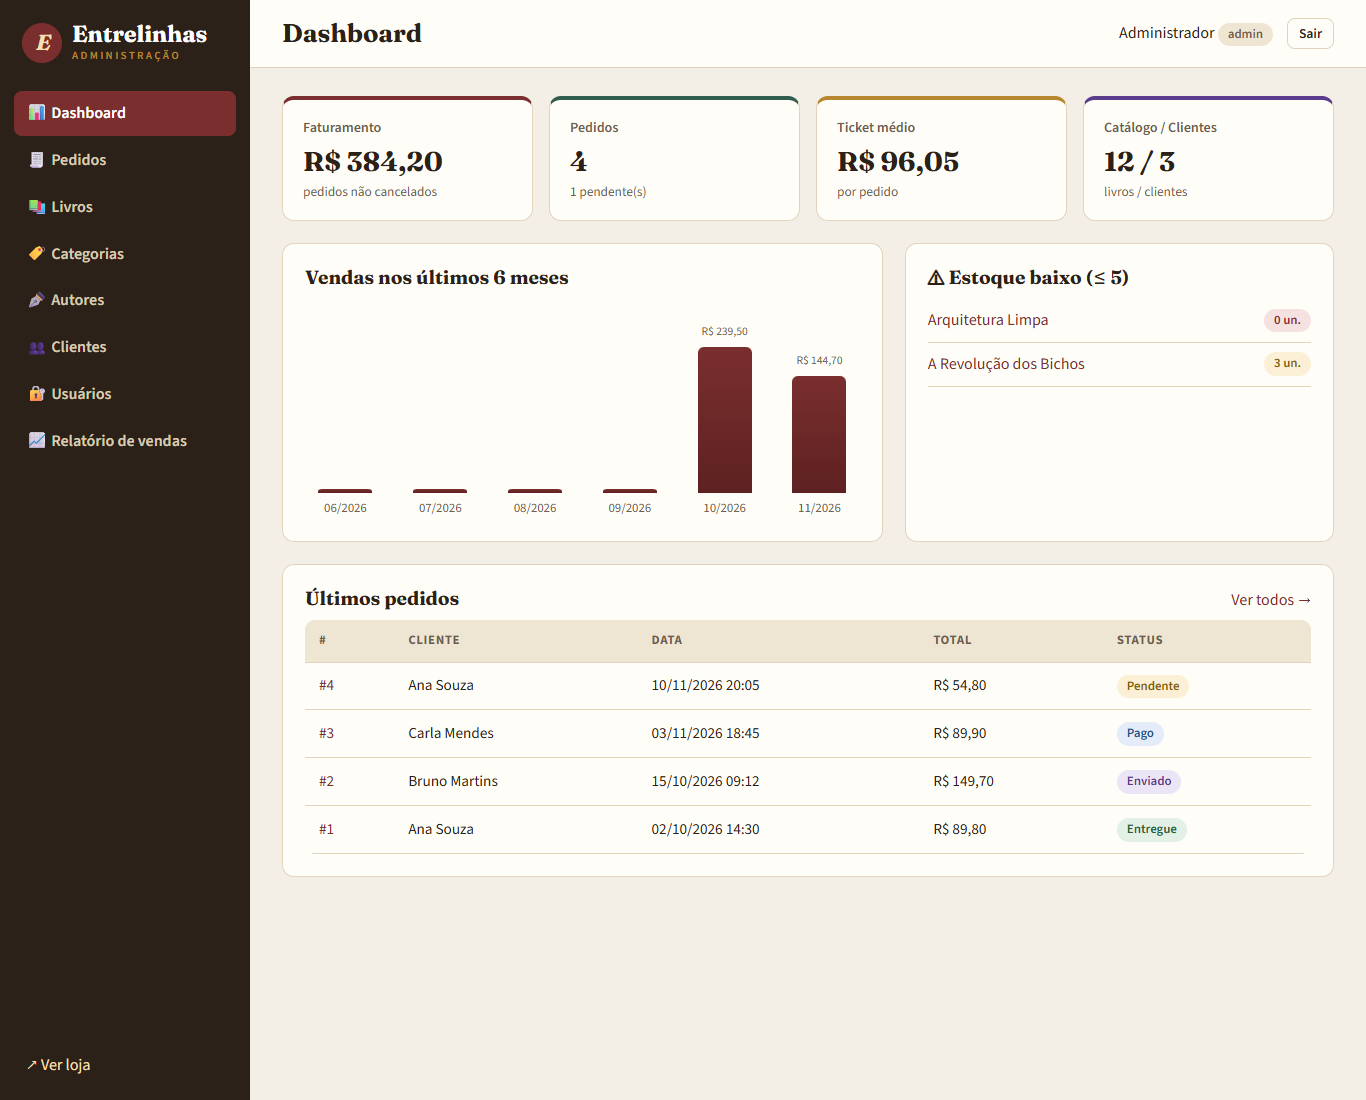 E Entrelinhas
ADMINISTRAÇÃO
Dashboard
Pedidos
Livros
Categorias
Autores
Clientes
Usuários
Relatório de vendas
↗ Ver loja
Dashboard
Administrador admin Sair
Faturamento
R$ 384,20
pedidos não cancelados
Pedidos
4
1 pendente(s)
Ticket médio
R$ 96,05
por pedido
Catálogo / Clientes
12 / 3
livros / clientes
Vendas nos últimos 6 meses
R$ 239,50
R$ 144,70
06/2026 07/2026 08/2026 09/2026 10/2026 11/2026
⚠ Estoque baixo (≤ 5)
Arquitetura Limpa 0 un.
A Revolução dos Bichos 3 un.
Últimos pedidos Ver todos →
# CLIENTE DATA TOTAL STATUS
#4 Ana Souza 10/11/2026 20:05 R$ 54,80 Pendente
#3 Carla Mendes 03/11/2026 18:45 R$ 89,90 Pago
#2 Bruno Martins 15/10/2026 09:12 R$ 149,70 Enviado
#1 Ana Souza 02/10/2026 14:30 R$ 89,80 Entregue